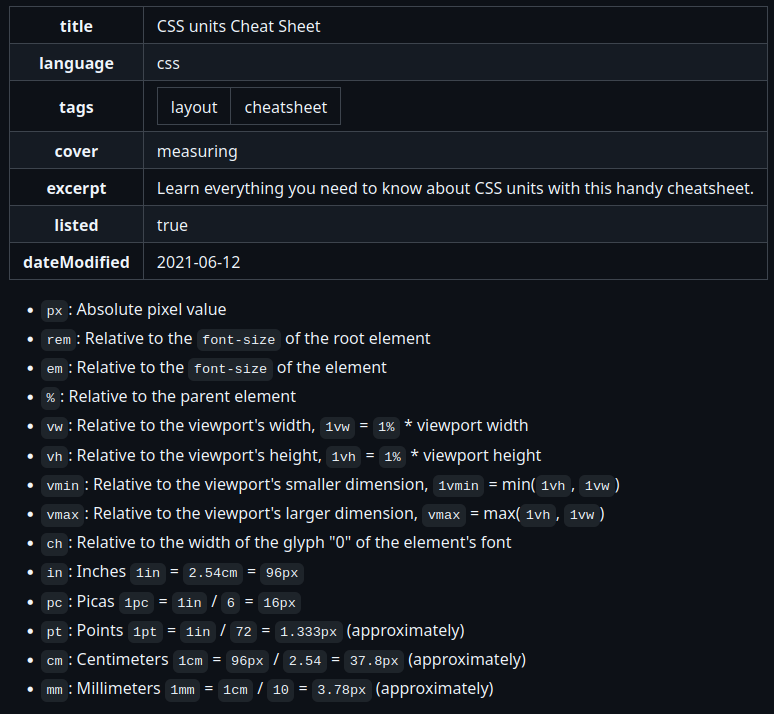 title CSS units Cheat Sheet
language css
tags layout cheatsheet
cover measuring
excerpt Learn everything you need to know about CSS units with this handy cheatsheet.
listed true
dateModified 2021-06-12
• px: Absolute pixel value
• rem: Relative to the font-size of the root element
• em: Relative to the font-size of the element
• %: Relative to the parent element
• vw: Relative to the viewport's width, 1vw = 1% * viewport width
• vh: Relative to the viewport's height, 1vh = 1% * viewport height
• vmin: Relative to the viewport's smaller dimension, 1vmin = min(1vh, 1vw)
• vmax: Relative to the viewport's larger dimension, vmax = max(1vh, 1vw)
• ch: Relative to the width of the glyph "0" of the element's font
• in: Inches 1in = 2.54cm = 96px
• pc: Picas 1pc = 1in / 6 = 16px
• pt: Points 1pt = 1in / 72 = 1.333px (approximately)
• cm: Centimeters 1cm = 96px / 2.54 = 37.8px (approximately)
• mm: Millimeters 1mm = 1cm / 10 = 3.78px (approximately)